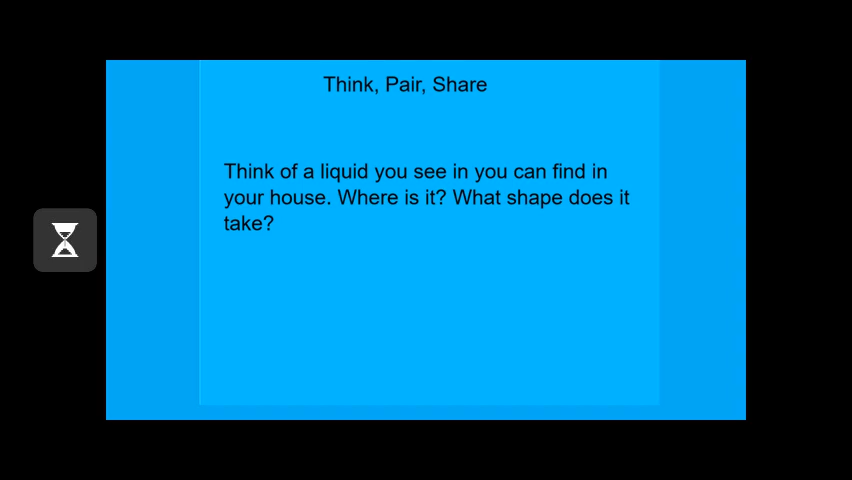 Think, Pair, Share
Think of a liquid you see in you can find in
your house. Where is it? What shape does it
take?